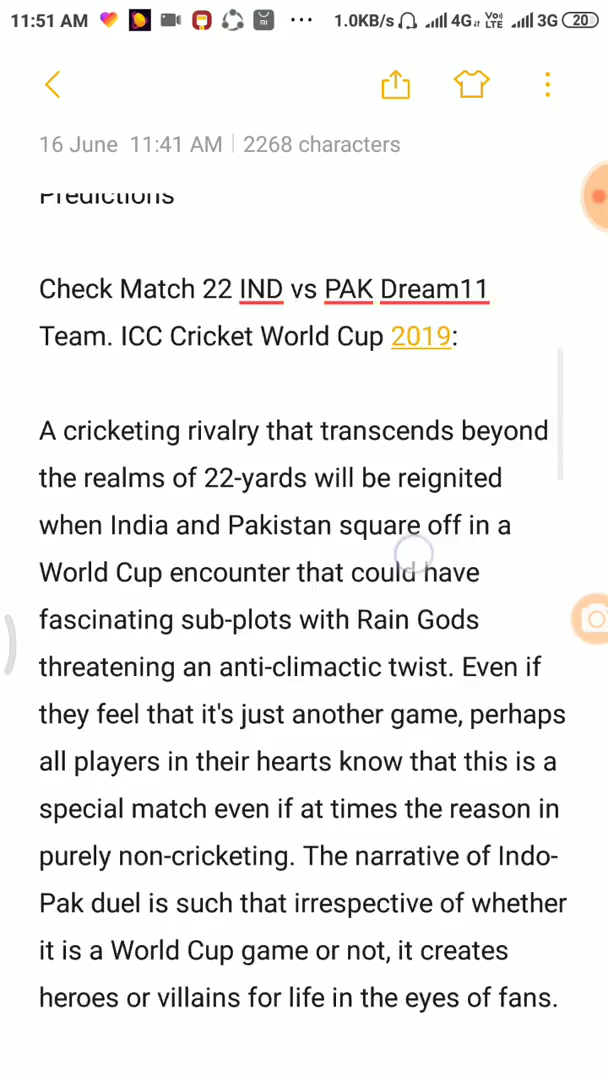 11:51 AM ... 1.0KB/s 4G Vo) LTE 3G 20
16 June 11:41 AM | 2268 characters
Predictions
Check Match 22 IND vs PAK Dream11
Team. ICC Cricket World Cup 2019:
A cricketing rivalry that transcends beyond
the realms of 22-yards will be reignited
when India and Pakistan square off in a
World Cup encounter that could have
fascinating sub-plots with Rain Gods
threatening an anti-climactic twist. Even if
they feel that it's just another game, perhaps
all players in their hearts know that this is a
special match even if at times the reason in
purely non-cricketing. The narrative of Indo-
Pak duel is such that irrespective of whether
it is a World Cup game or not, it creates
heroes or villains for life in the eyes of fans.